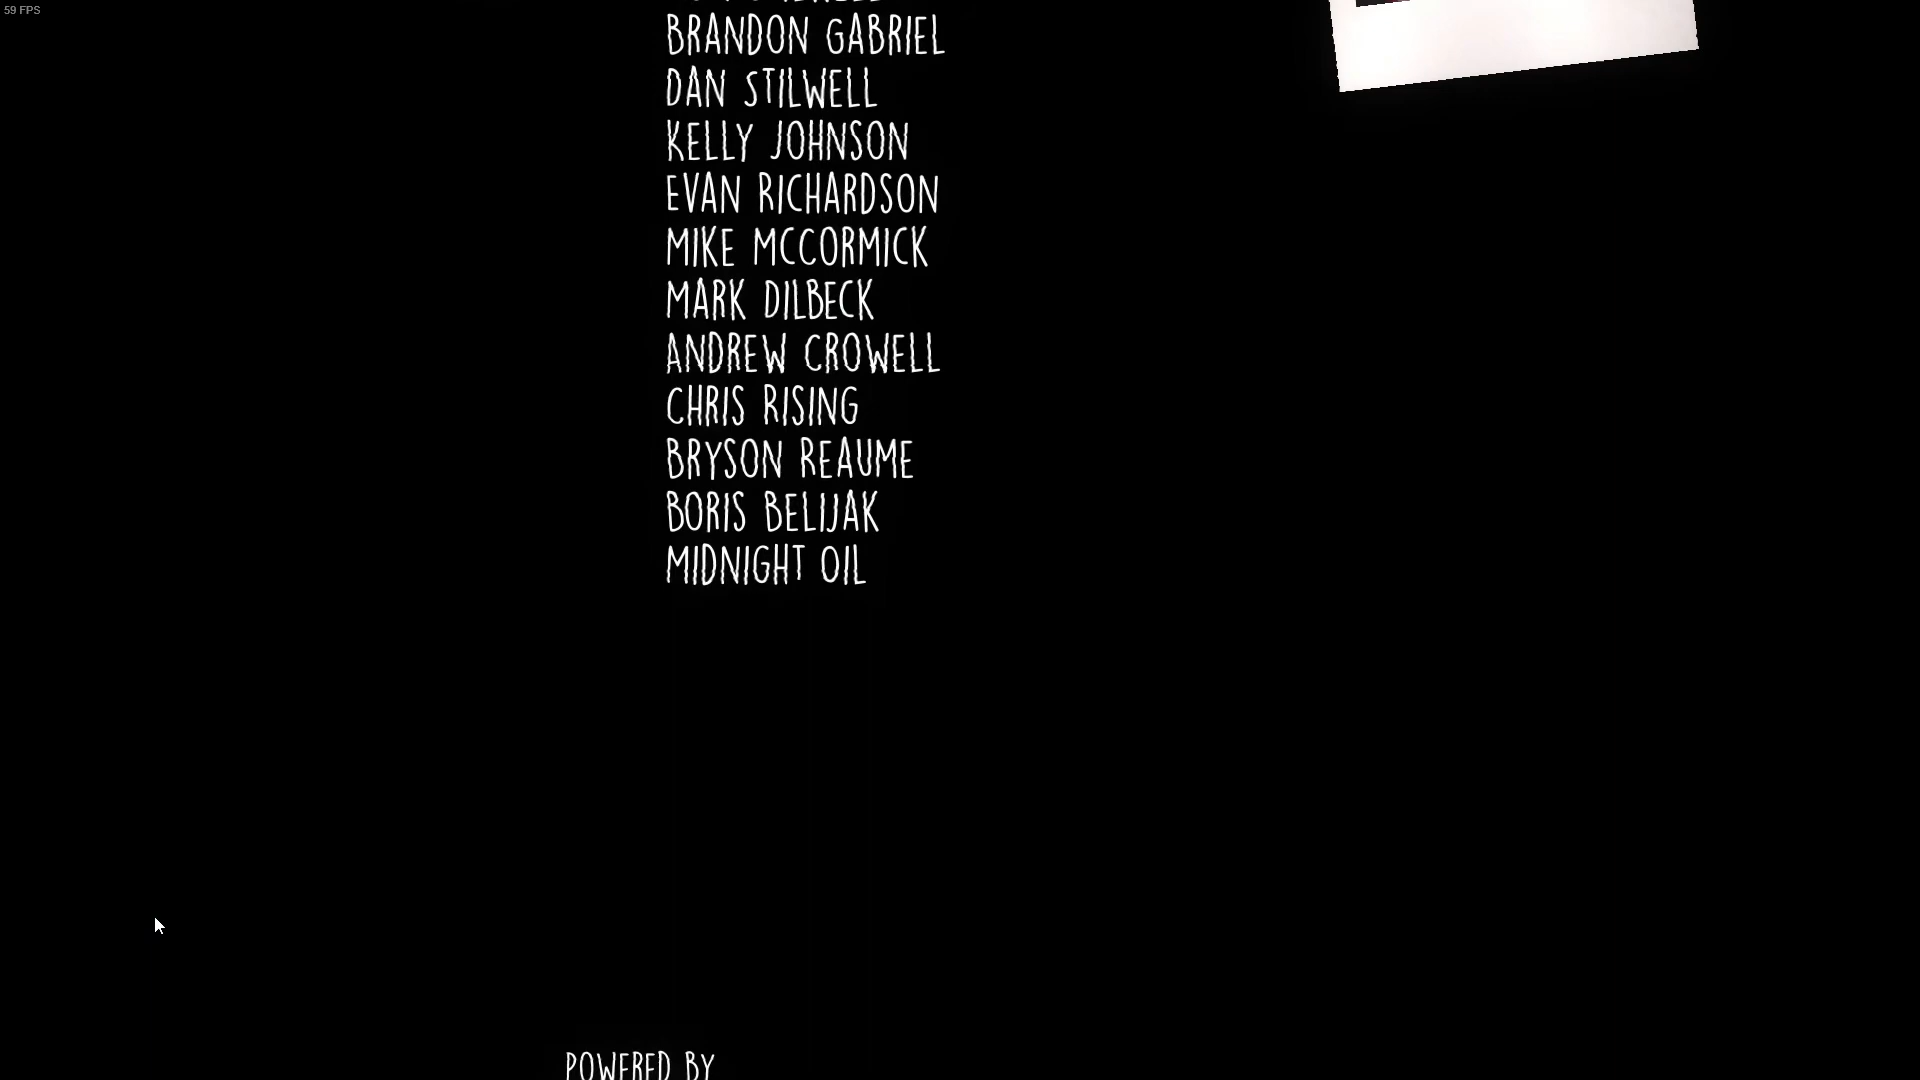 59 FPS
BRANDON GABRIEL
DAN STILWELL
KELLY JOHNSON
EVAN RICHARDSON
MIKE MCCORMICK
MARK DILBECK
ANDREW CROWELL
CHRIS RISING
BRYSON REAUME
BORIS BELIJAK
MIDNIGHT OIL
POWERED BY